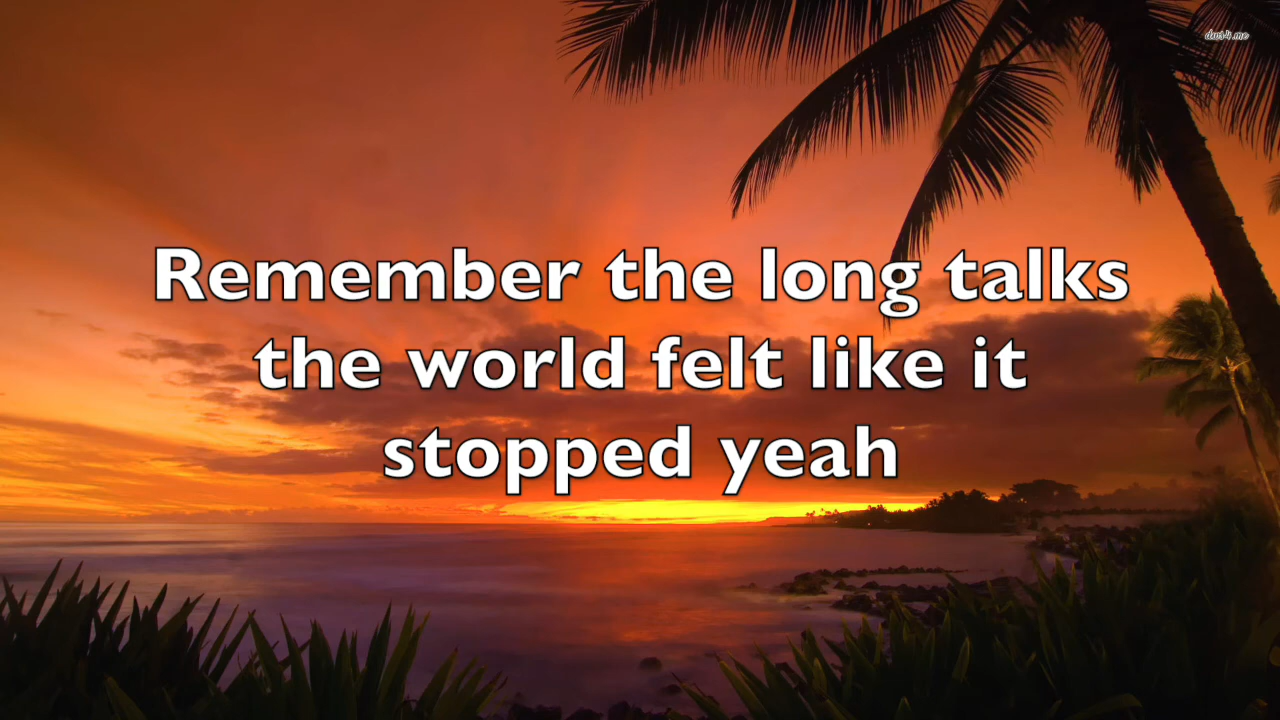 Remember the long talks
the world felt like it
stopped yeah